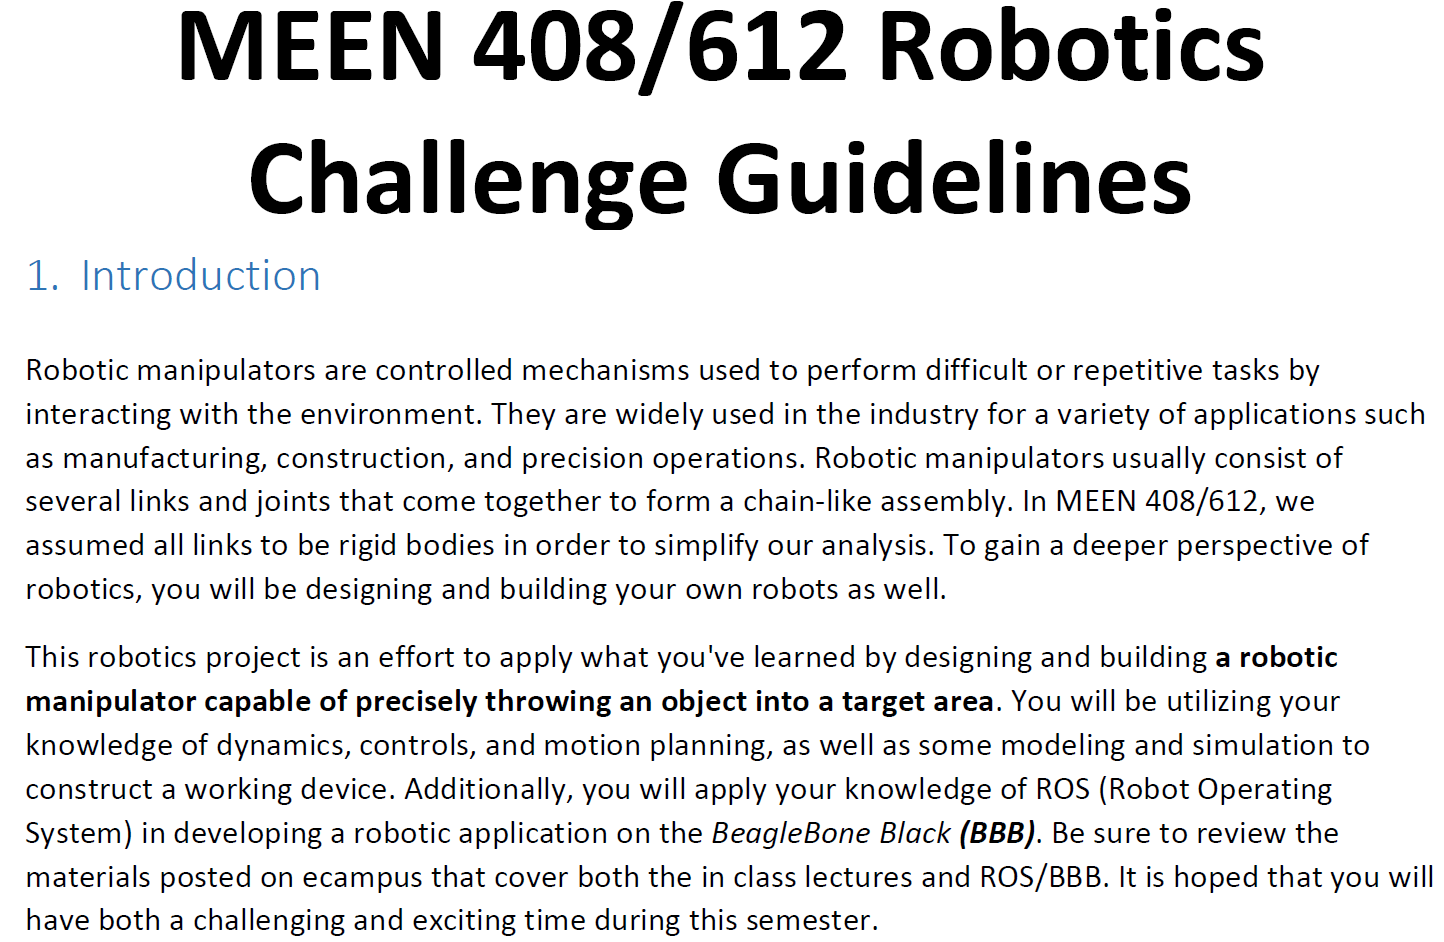 MEEN 408/612 Robotics
Challenge Guidelines
1. Introduction
Robotic manipulators are controlled mechanisms used to perform difficult or repetitive tasks by
interacting with the environment. They are widely used in the industry for a variety of applications such
as manufacturing, construction, and precision operations. Robotic manipulators usually consist of
several links and joints that come together to form a chain-like assembly. In MEEN 408/612, we
assumed all links to be rigid bodies in order to simplify our analysis. To gain a deeper perspective of
robotics, you will be designing and building your own robots as well.
This robotics project is an effort to apply what you've learned by designing and building a robotic
manipulator capable of precisely throwing an object into a target area. You will be utilizing your
knowledge of dynamics, controls, and motion planning, as well as some modeling and simulation to
construct a working device. Additionally, you will apply your knowledge of ROS (Robot Operating
System) in developing a robotic application on the BeagleBone Black (BBB). Be sure to review the
materials posted on ecampus that cover both the in class lectures and ROS/BBB. It is hoped that you will
have both a challenging and exciting time during this semester.